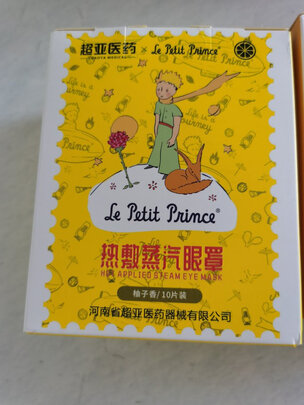 超亚医药 × Le Petit Prince®
CHAOYA MEDICAL
Life is a
journey
Le Petit Prince®
热敷蒸汽眼罩
HOT APPLIED STEAM EYE MASK
柚子香/10片装
河南省超亚医药器械有限公司